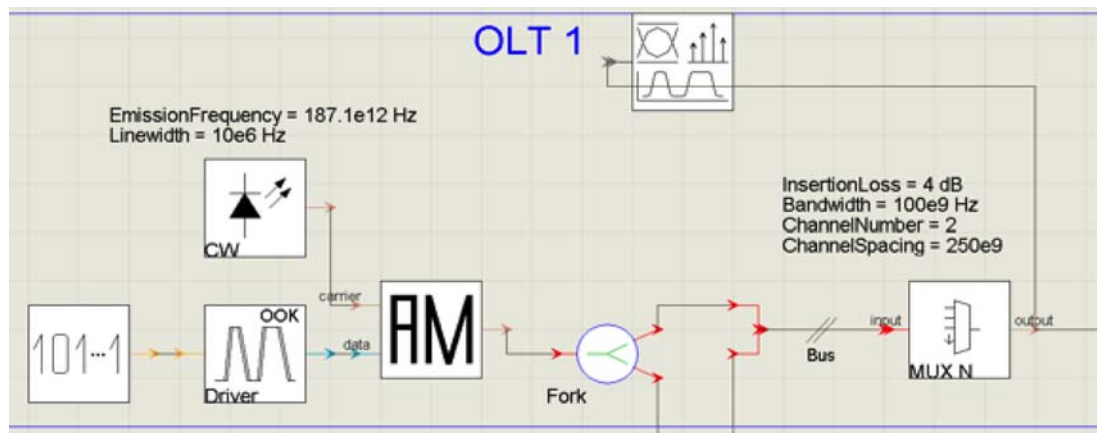 OLT 1
EmissionFrequency = 187.1e12 Hz
Linewidth = 10e6 Hz
CW
InsertionLoss = 4 dB
Bandwidth = 100e9 Hz
ChannelNumber = 2
ChannelSpacing = 250e9
carrier
AM
101...1
OOK
Driver
data
Fork
Bus
input
output
MUX N